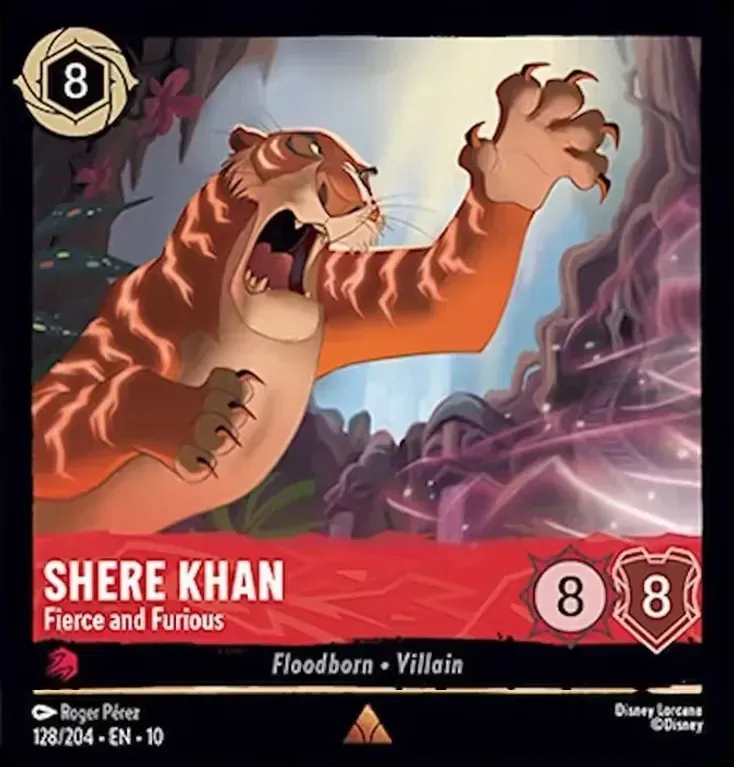 8
SHERE KHAN
Fierce and Furious
8 8
Floodborn • Villain
Roger Pérez
Disney Lorcana
128/204 • EN • 10
©Disney